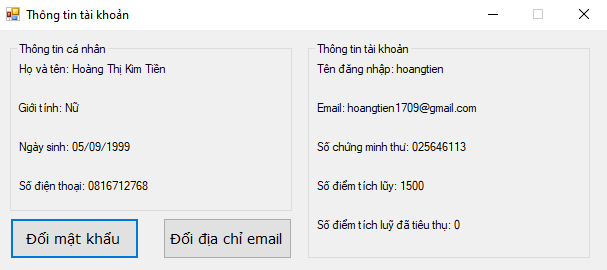 Thông tin tài khoản
Thông tin cá nhân
Họ và tên: Hoàng Thị Kim Tiền
Giới tính: Nữ
Ngày sinh: 05/09/1999
Số điện thoại: 0816712768
Đổi mật khẩu
Đổi địa chỉ email
Thông tin tài khoản
Tên đăng nhập: hoangtien
Email: hoangtien1709@gmail.com
Số chứng minh thư: 025646113
Số điểm tích lũy: 1500
Số điểm tích luỹ đã tiêu thụ: 0